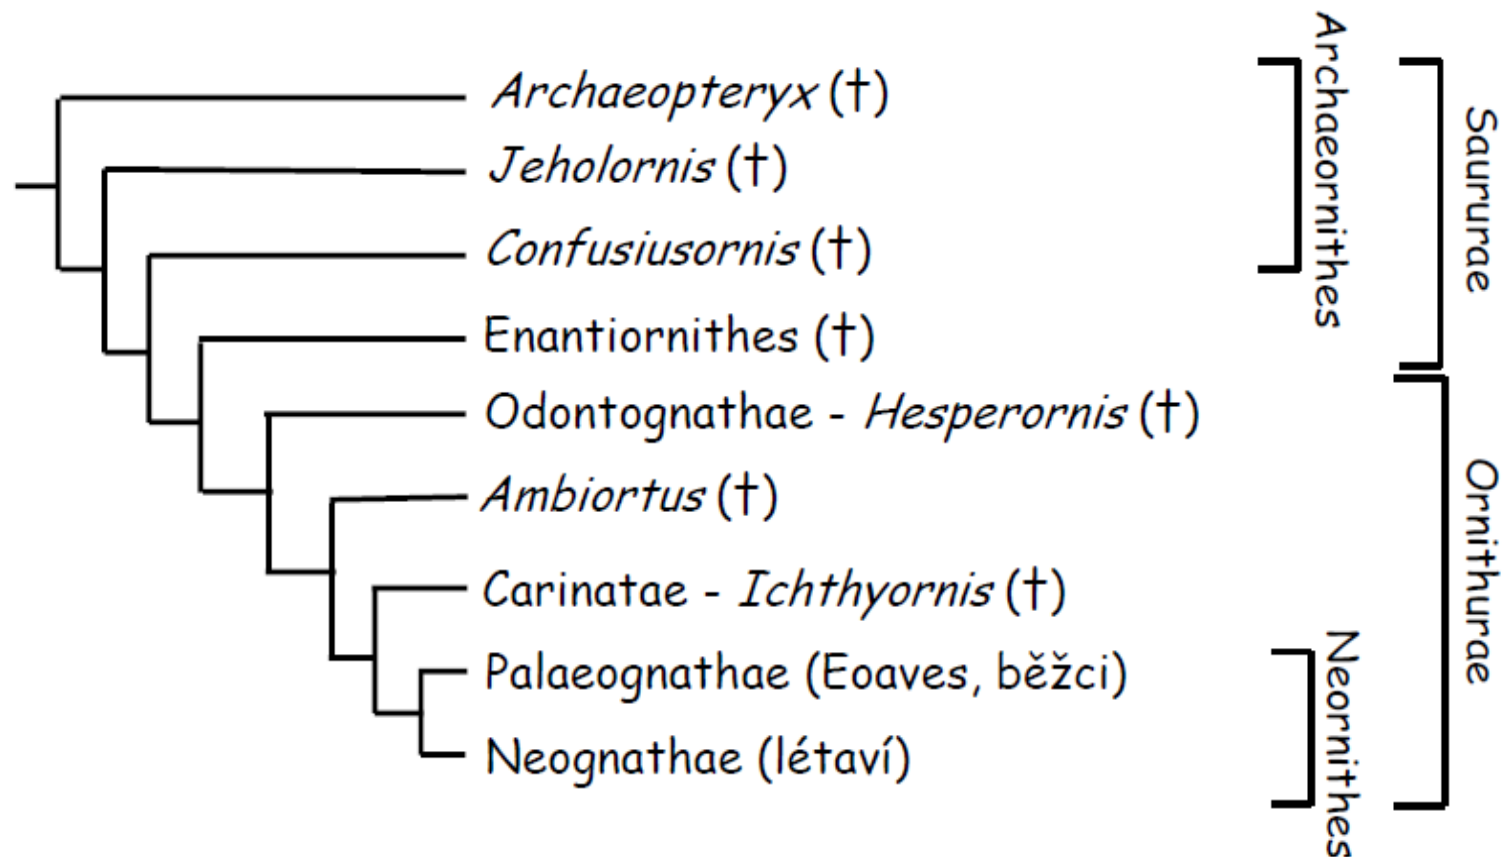 Archaeopteryx (†)
Jeholornis (†)
Confusiusornis (†)
Enantiornithes (†)
Odontognathae - Hesperornis (†)
Ambiortus (†)
Carinatae - Ichthyornis (†)
Palaeognathae (Eoaves, běžci)
Neognathae (létaví)
Archaeornithes
Neornithes
Saururae
Ornithurae